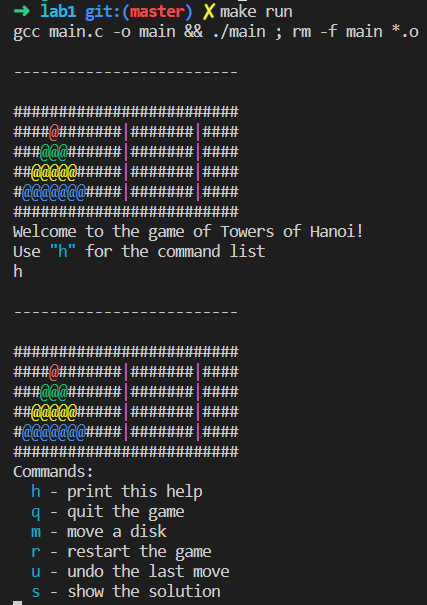 ➜ lab1 git:(master) ✗ make run
gcc main.c -o main && ./main ; rm -f main *.o
-------------------------
#########################
####@#######|#######|####
###@@@######|#######|####
##@@@@@#####|#######|####
#@@@@@@@####|#######|####
#########################
Welcome to the game of Towers of Hanoi!
Use "h" for the command list
h
-------------------------
#########################
####@#######|#######|####
###@@@######|#######|####
##@@@@@#####|#######|####
#@@@@@@@####|#######|####
#########################
Commands:
h - print this help
q - quit the game
m - move a disk
r - restart the game
u - undo the last move
s - show the solution